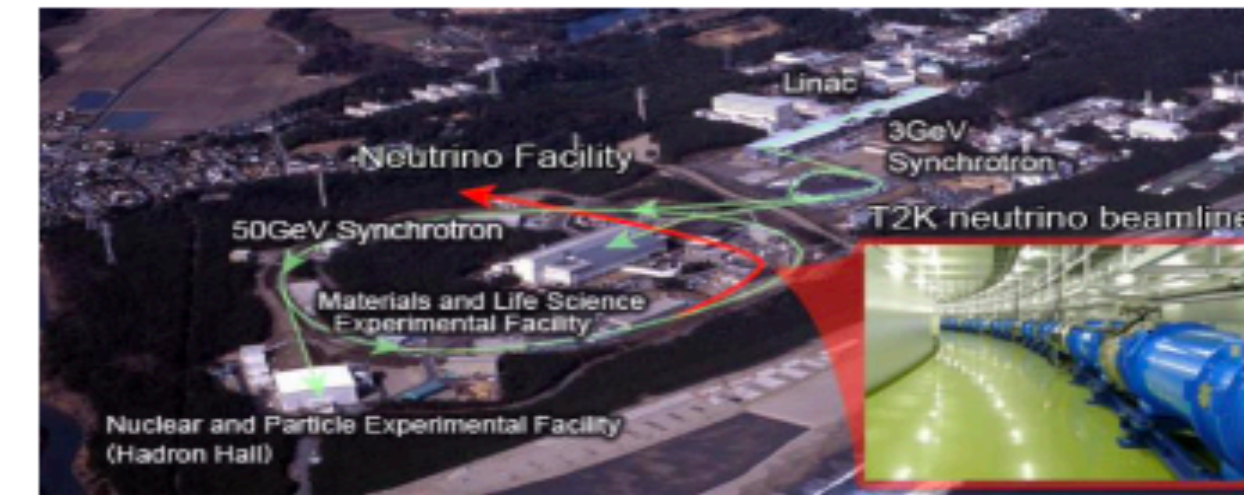 Linac
3GeV
Synchrotron
Neutrino Facility
T2K neutrino beamline
50GeV Synchrotron
Materials and Life Science
Experimental Facility
Nuclear and Particle Experimental Facility
(Hadron Hall)